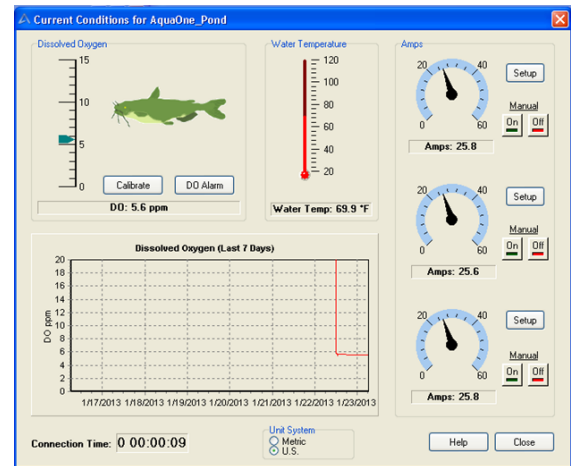 Current Conditions for AquaOne_Pond
Dissolved Oxygen
15
10
5
0
Calibrate
DO Alarm
DO: 5.6 ppm
Water Temperature
120
100
80
60
40
20
Water Temp: 69.9 °F
Amps
20 40
0 60
Setup
Manual
On Off
Amps: 25.8
20 40
0 60
Setup
Manual
On Off
Amps: 25.6
20 40
0 60
Setup
Manual
On Off
Amps: 25.8
Dissolved Oxygen (Last 7 Days)
DO ppm
20
18
16
14
12
10
8
6
4
2
0
1/17/2013 1/18/2013 1/19/2013 1/20/2013 1/21/2013 1/22/2013 1/23/2013
Connection Time: 0 00:00:09
Unit System
Metric
U.S.
Help
Close